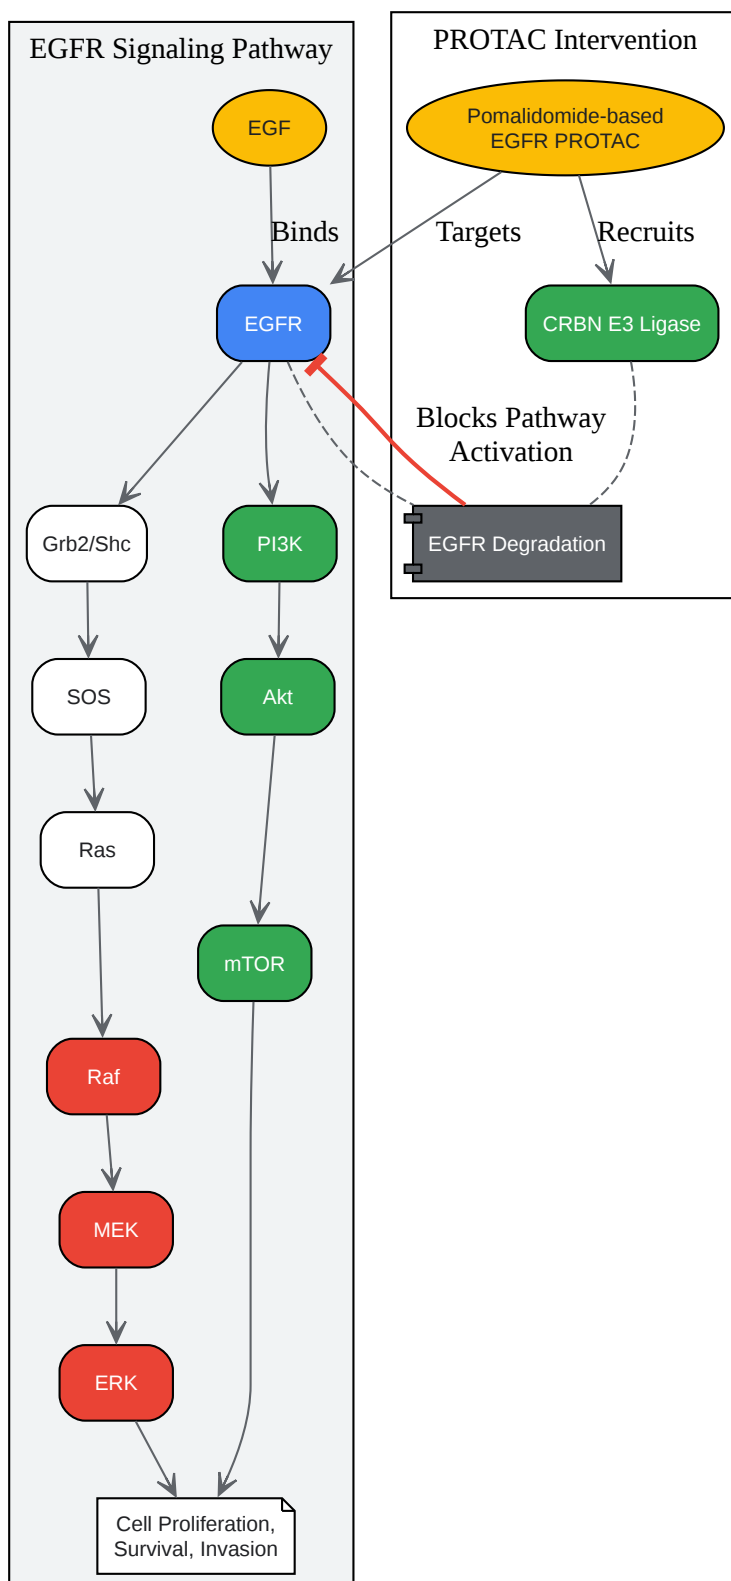 EGFR Signaling Pathway
PROTAC Intervention
EGF
Pomalidomide-based
EGFR PROTAC
Binds
Targets
Recruits
EGFR
CRBN E3 Ligase
Blocks Pathway
Activation
Grb2/Shc
PI3K
EGFR Degradation
SOS
Akt
Ras
mTOR
Raf
MEK
ERK
Cell Proliferation,
Survival, Invasion